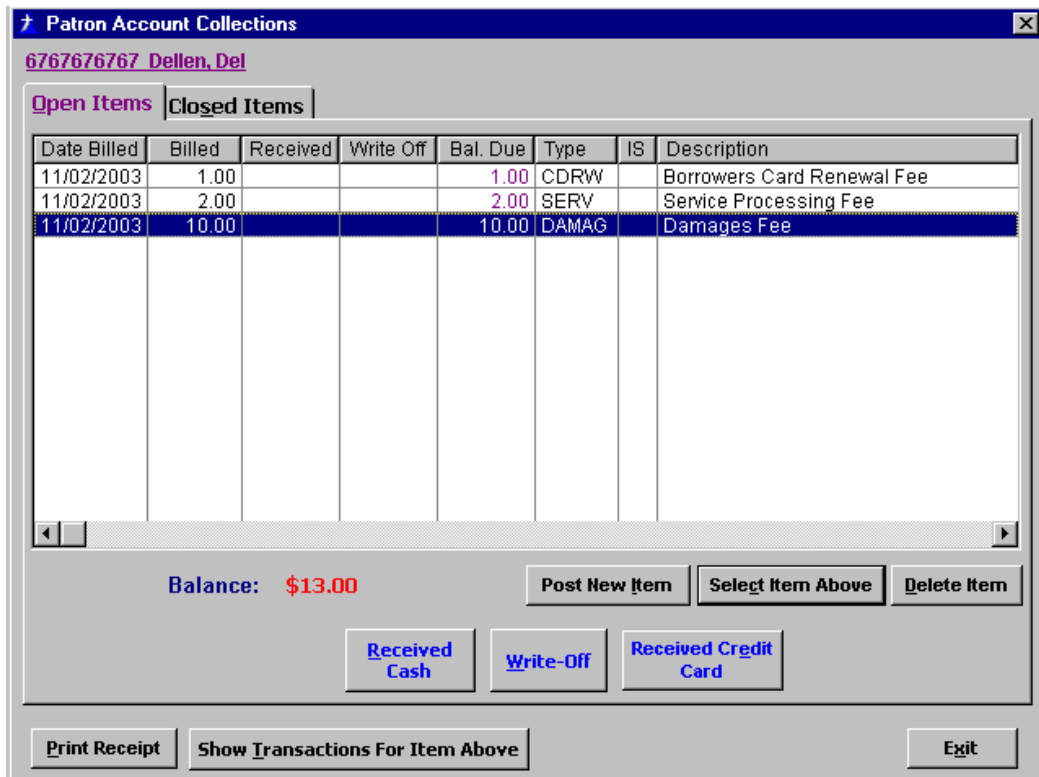 Patron Account Collections
6767676767 Dellen, Del
Open Items Closed Items
Date Billed Billed Received Write Off Bal. Due Type IS Description
11/02/2003 1.00 1.00 CDRW Borrowers Card Renewal Fee
11/02/2003 2.00 2.00 SERV Service Processing Fee
11/02/2003 10.00 10.00 DAMAG Damages Fee
Balance: $13.00 Post New Item Select Item Above Delete Item
Received
Cash
Write-Off
Received Credit
Card
Print Receipt Show Transactions For Item Above Exit